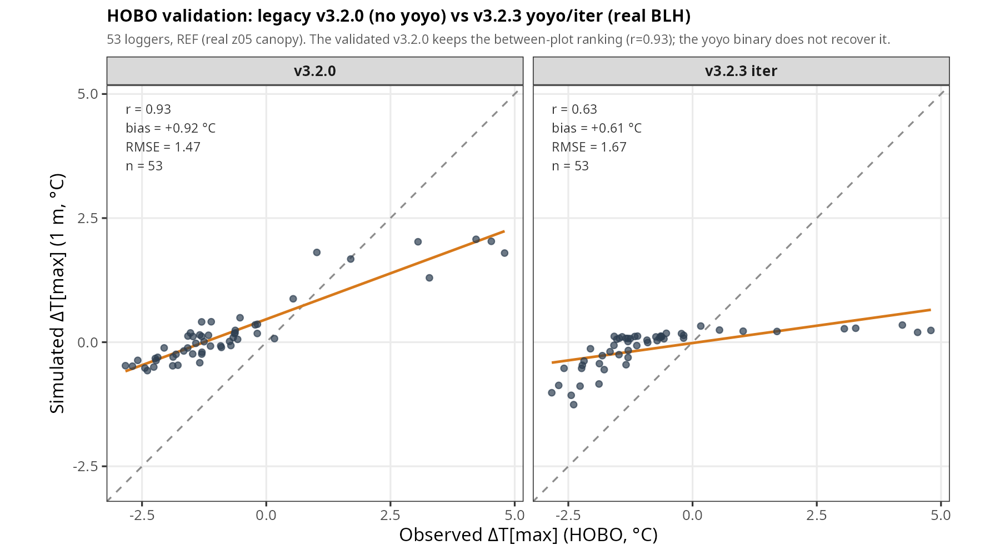 HOBO validation: legacy v3.2.0 (no yoyo) vs v3.2.3 yoyo/iter (real BLH)
53 loggers, REF (real z05 canopy). The validated v3.2.0 keeps the between-plot ranking (r=0.93); the yoyo binary does not recover it.
v3.2.0
v3.2.3 iter
r = 0.93
bias = +0.92 °C
RMSE = 1.47
n = 53
r = 0.63
bias = +0.61 °C
RMSE = 1.67
n = 53
5.0
2.5
0.0
-2.5
Simulated ΔT[max] (1 m, °C)
-2.5 0.0 2.5 5.0
-2.5 0.0 2.5 5.0
Observed ΔT[max] (HOBO, °C)